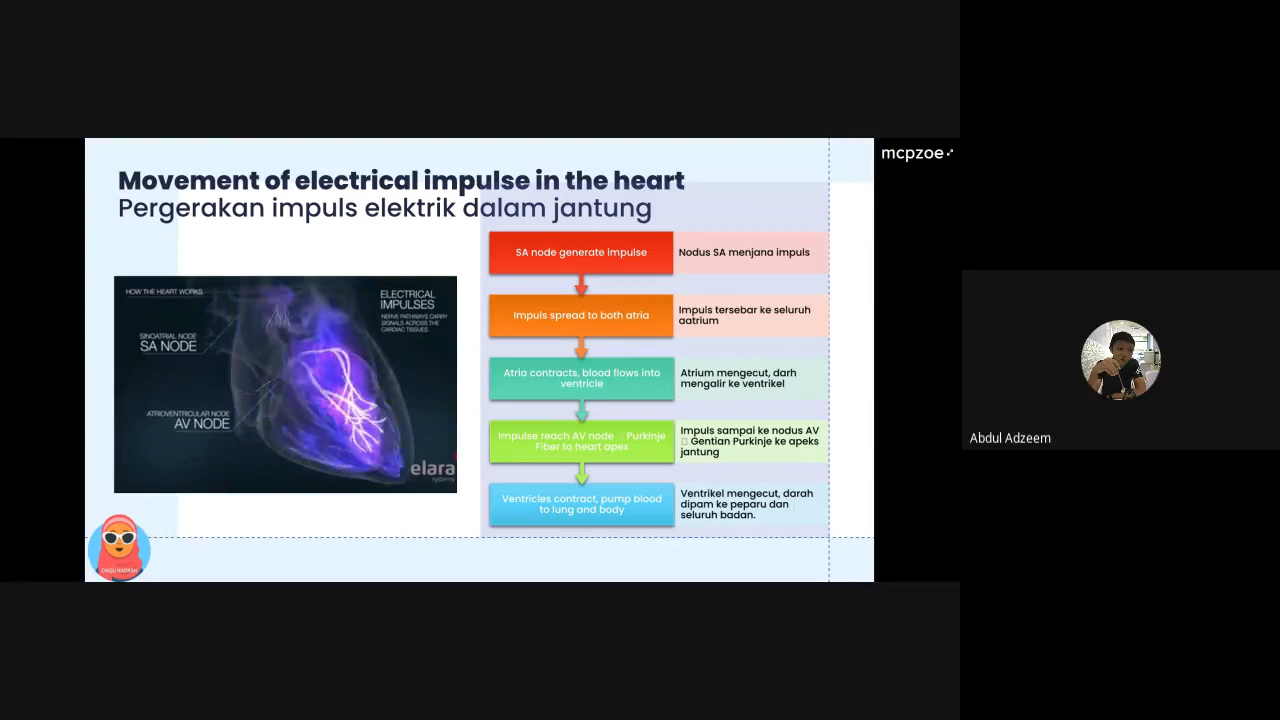 mcpzoe
Movement of electrical impulse in the heart
Pergerakan impuls elektrik dalam jantung
HOW THE HEART WORKS
ELECTRICAL
IMPULSES
NERVE PATHWAYS CARRY
SIGNALS ACROSS THE
CARDIAC TISSUES
SINOATRIAL NODE
SA NODE
ATRIOVENTRICULAR NODE
AV NODE
elara
systems
SA node generate impulse
Nodus SA menjana impuls
Impuls spread to both atria
Impuls tersebar ke seluruh
aatrium
Atria contracts, blood flows into
ventricle
Atrium mengecut, darh
mengalir ke ventrikel
Impulse reach AV node □ Purkinje
Fiber to heart apex
Impuls sampai ke nodus AV
□ Gentian Purkinje ke apeks
jantung
Ventricles contract, pump blood
to lung and body
Ventrikel mengecut, darah
dipam ke peparu dan
seluruh badan.
CIKGU NADRAH
Abdul Adzeem